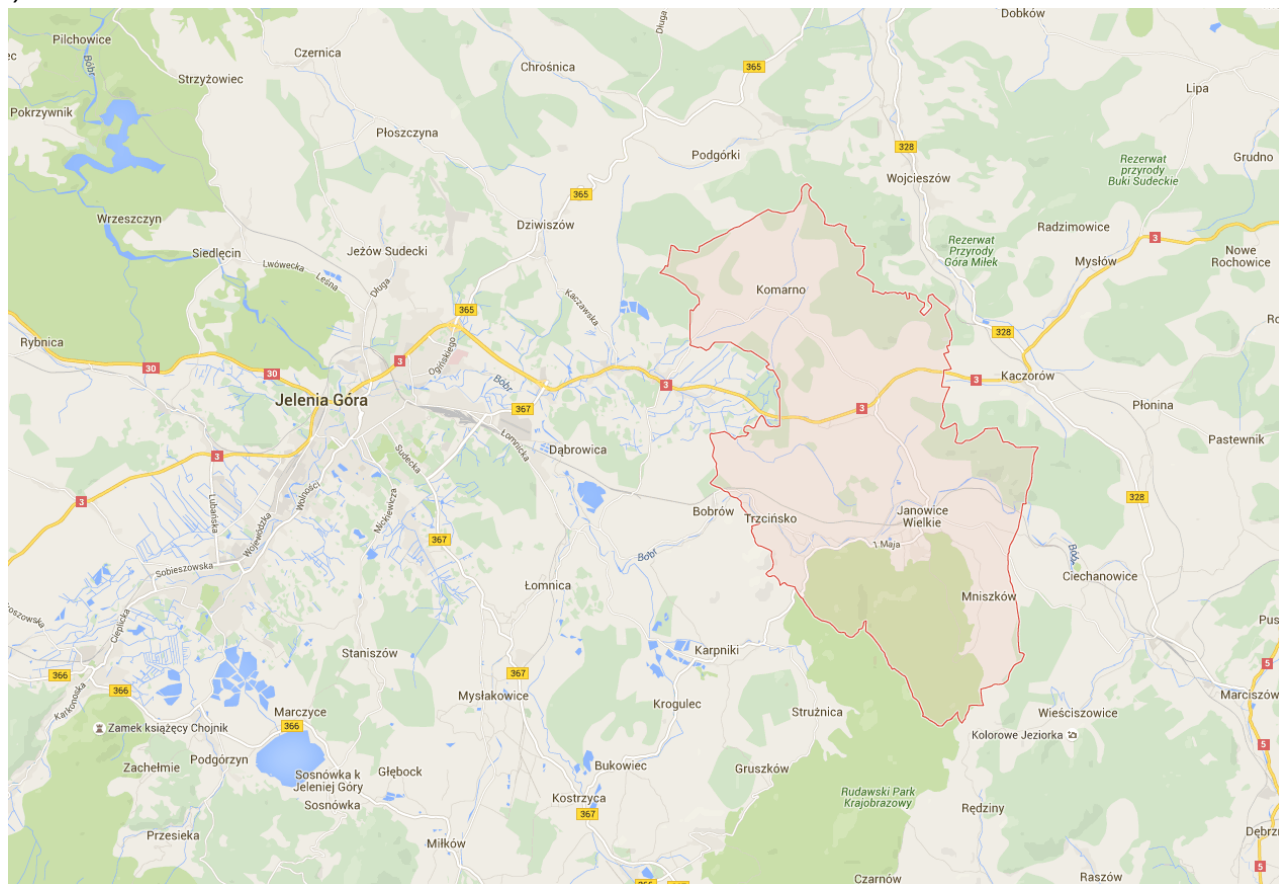 Dobków
Pilchowice
Długa
Bóbr
Czernica
Chrośnica
365
Strzyżowiec
Lipa
Pokrzywnik
Płoszczyna
328
Podgórki
Grudno
Rezerwat
przyrody
Buki Sudeckie
Wojcieszów
365
Wrzeszczyn
Dziwiszów
Radzimowice
3
Siedlęcin
Jeżów Sudecki
Rezerwat
Przyrody
Góra Miłek
Nowe
Rochowice
Mysłów
Lwówecka
Leśna
Długa
Kaczawska
Komarno
365
328
Rybnica
Ogińskiego
3
30
30
Kaczorów
Bóbr
3
3
Jelenia Góra
367
3
Płonina
Łomnicka
Pastewnik
Sudecka
Dąbrowica
3
3
Lubańska
Wolności
Mickiewicza
328
Bobrów
Trzcińsko
Janowice
Wielkie
Wojewódzka
367
1 Maja
Bóbr
Bóbr
Sobieszowska
Ciechanowice
Łomnica
Mniszków
Cieplicka
Staniszów
Karpniki
366
367
5
366
Karkonoska
Mysłakowice
Marciszów
Krogulec
Marczyce
Strużnica
Wieściszowice
Zamek książęcy Chojnik
366
Kolorowe Jeziorka
5
Podgórzyn
Zachełmie
Głębock
Bukowiec
Gruszków
Sosnówka k
Jeleniej Góry
Sosnówka
Kostrzyca
Rudawski Park
Krajobrazowy
367
Rędziny
Przesieka
Miłków
5
Czarnów
Raszów